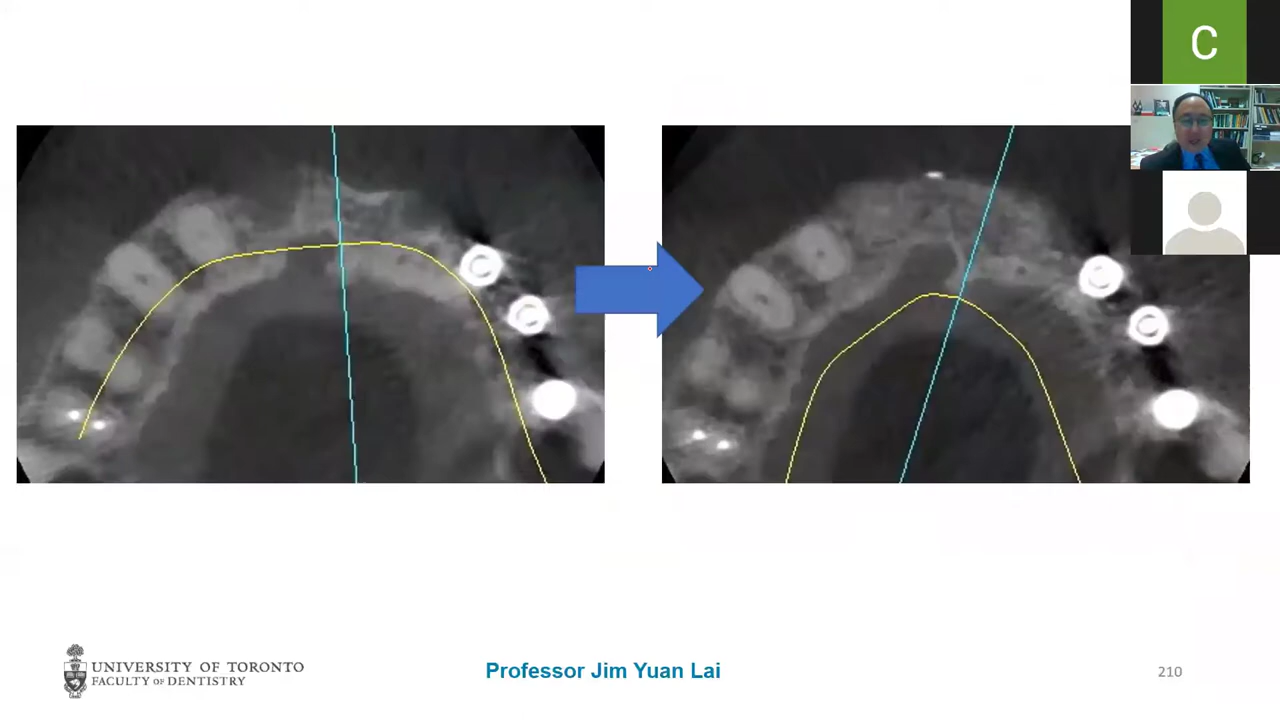 C
UNIVERSITY OF TORONTO
FACULTY OF DENTISTRY
Professor Jim Yuan Lai
210